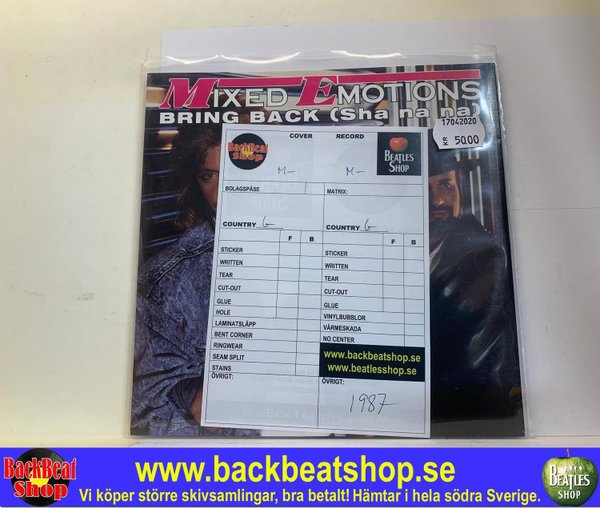 MIXED EMOTIONS
BRING BACK (Sha na na)
17042020
KR 50.00
COVER RECORD
BackBeat Shop
BEATLES SHOP
M- M-
BOLAGSPÅSE MATRIX:
COUNTRY G COUNTRY G
F B F B
STICKER STICKER
WRITTEN WRITTEN
TEAR TEAR
CUT-OUT CUT-OUT
GLUE GLUE
HOLE VINYLBUBBLOR
LAMINATSLÄPP VÄRMESKADA
BENT CORNER NO CENTER
RINGWEAR
SEAM SPLIT
STAINS
www.backbeatshop.se
www.beatlesshop.se
ÖVRIGT: ÖVRIGT:
1987
BackBeat Shop
www.backbeatshop.se
Vi köper större skivsamlingar, bra betalt! Hämtar i hela södra Sverige.
BEATLES SHOP